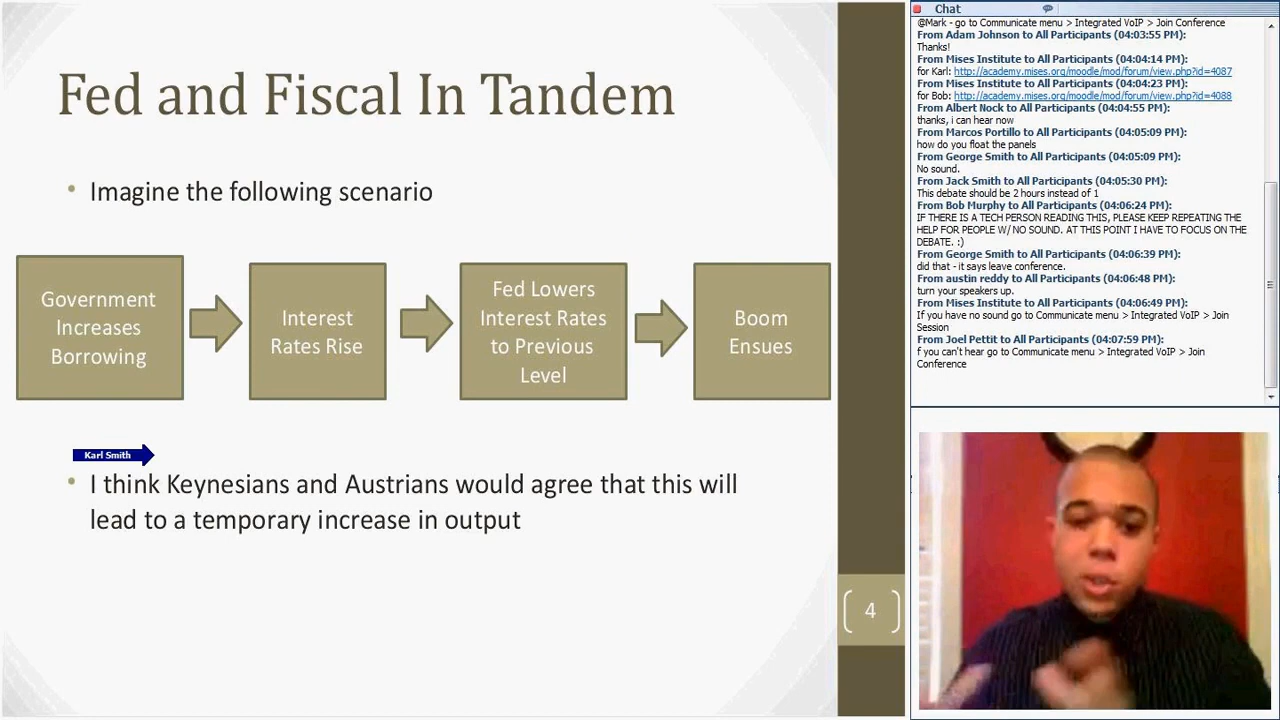 Fed and Fiscal In Tandem
• Imagine the following scenario
Government
Increases
Borrowing
Interest
Rates Rise
Fed Lowers
Interest Rates
to Previous
Level
Boom
Ensues
Karl Smith
• I think Keynesians and Austrians would agree that this will
lead to a temporary increase in output
4
Chat
@Mark - go to Communicate menu > Integrated VoIP > Join Conference
From Adam Johnson to All Participants (04:03:55 PM):
Thanks!
From Mises Institute to All Participants (04:04:14 PM):
for Karl: http://academy.mises.org/moodle/mod/forum/view.php?id=4087
From Mises Institute to All Participants (04:04:23 PM):
for Bob: http://academy.mises.org/moodle/mod/forum/view.php?id=4088
From Albert Nock to All Participants (04:04:55 PM):
thanks, i can hear now
From Marcos Portillo to All Participants (04:05:09 PM):
how do you float the panels
From George Smith to All Participants (04:05:09 PM):
No sound.
From Jack Smith to All Participants (04:05:30 PM):
This debate should be 2 hours instead of 1
From Bob Murphy to All Participants (04:06:24 PM):
IF THERE IS A TECH PERSON READING THIS, PLEASE KEEP REPEATING THE
HELP FOR PEOPLE W/ NO SOUND. AT THIS POINT I HAVE TO FOCUS ON THE
DEBATE. :)
From George Smith to All Participants (04:06:39 PM):
did that - it says leave conference.
From austin reddy to All Participants (04:06:48 PM):
turn your speakers up.
From Mises Institute to All Participants (04:06:49 PM):
If you have no sound go to Communicate menu > Integrated VoIP > Join
Session
From Joel Pettit to All Participants (04:07:59 PM):
f you can't hear go to Communicate menu > Integrated VoIP > Join
Conference